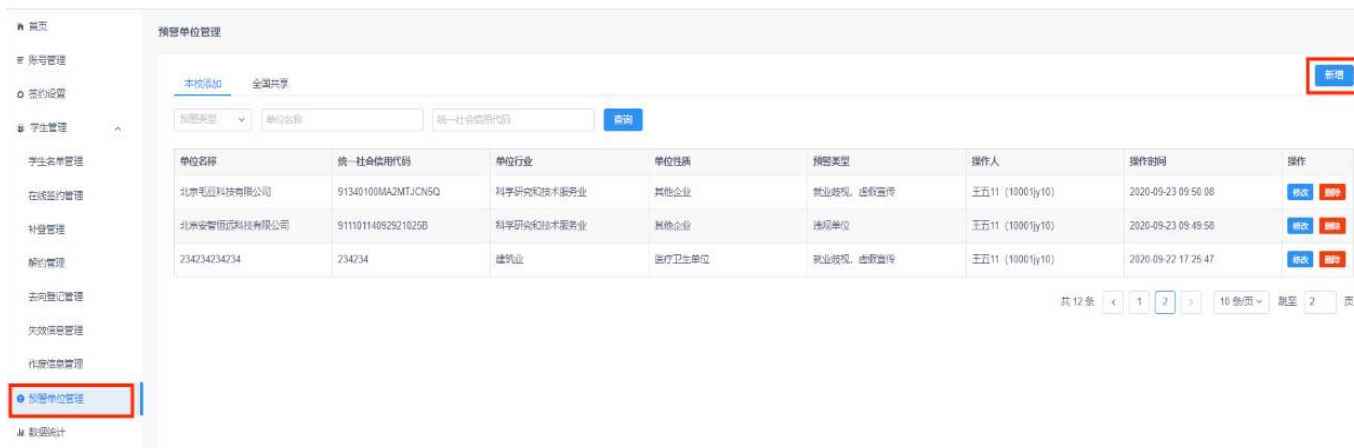 首页
账号管理
签约设置
学生管理
学生名单管理
在线签约管理
补登管理
解约管理
去向登记管理
失效信息管理
作废信息管理
预警单位管理
数据统计
预警单位管理
新增
本校添加 全国共享
预警类型 单位名称 统一社会信用代码 查询
单位名称 统一社会信用代码 单位行业 单位性质 预警类型 操作人 操作时间 操作
北京毛豆科技有限公司 91340100MA2MTJCN5Q 科学研究和技术服务业 其他企业 就业歧视，虚假宣传 王五11 (10001jy10) 2020-09-23 09:50:08 修改 删除
北京安智恒远科技有限公司 91110114092921025B 科学研究和技术服务业 其他企业 违规单位 王五11 (10001jy10) 2020-09-23 09:49:58 修改 删除
234234234234 234234 建筑业 医疗卫生单位 就业歧视，虚假宣传 王五11 (10001jy10) 2020-09-22 17:25:47 修改 删除
共 12 条 < 1 2 > 10 条/页 跳至 2 页